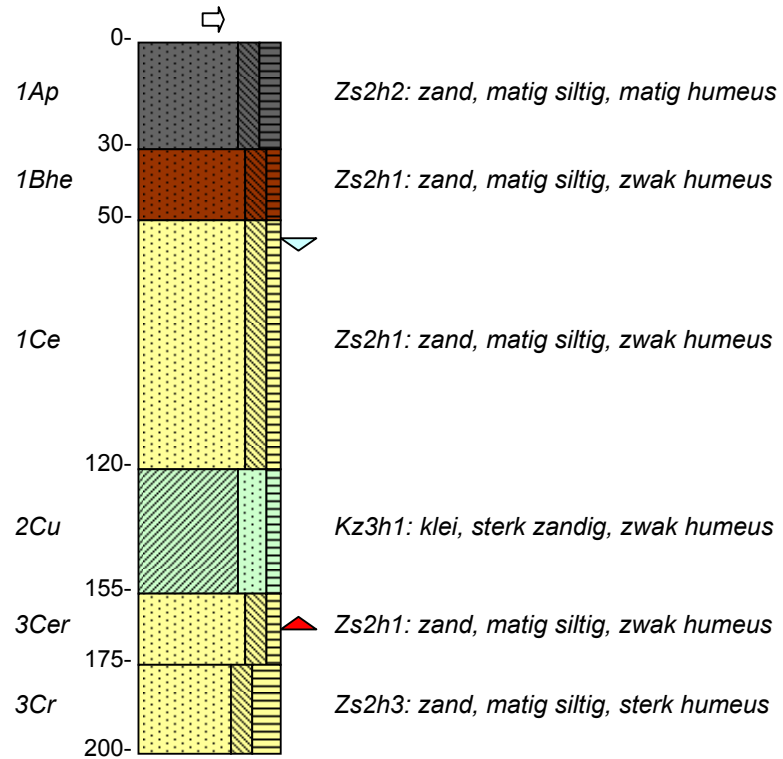 0-
1Ap Zs2h2: zand, matig siltig, matig humeus
30-
1Bhe Zs2h1: zand, matig siltig, zwak humeus
50-
1Ce Zs2h1: zand, matig siltig, zwak humeus
120-
2Cu Kz3h1: klei, sterk zandig, zwak humeus
155-
3Cer Zs2h1: zand, matig siltig, zwak humeus
175-
3Cr Zs2h3: zand, matig siltig, sterk humeus
200-